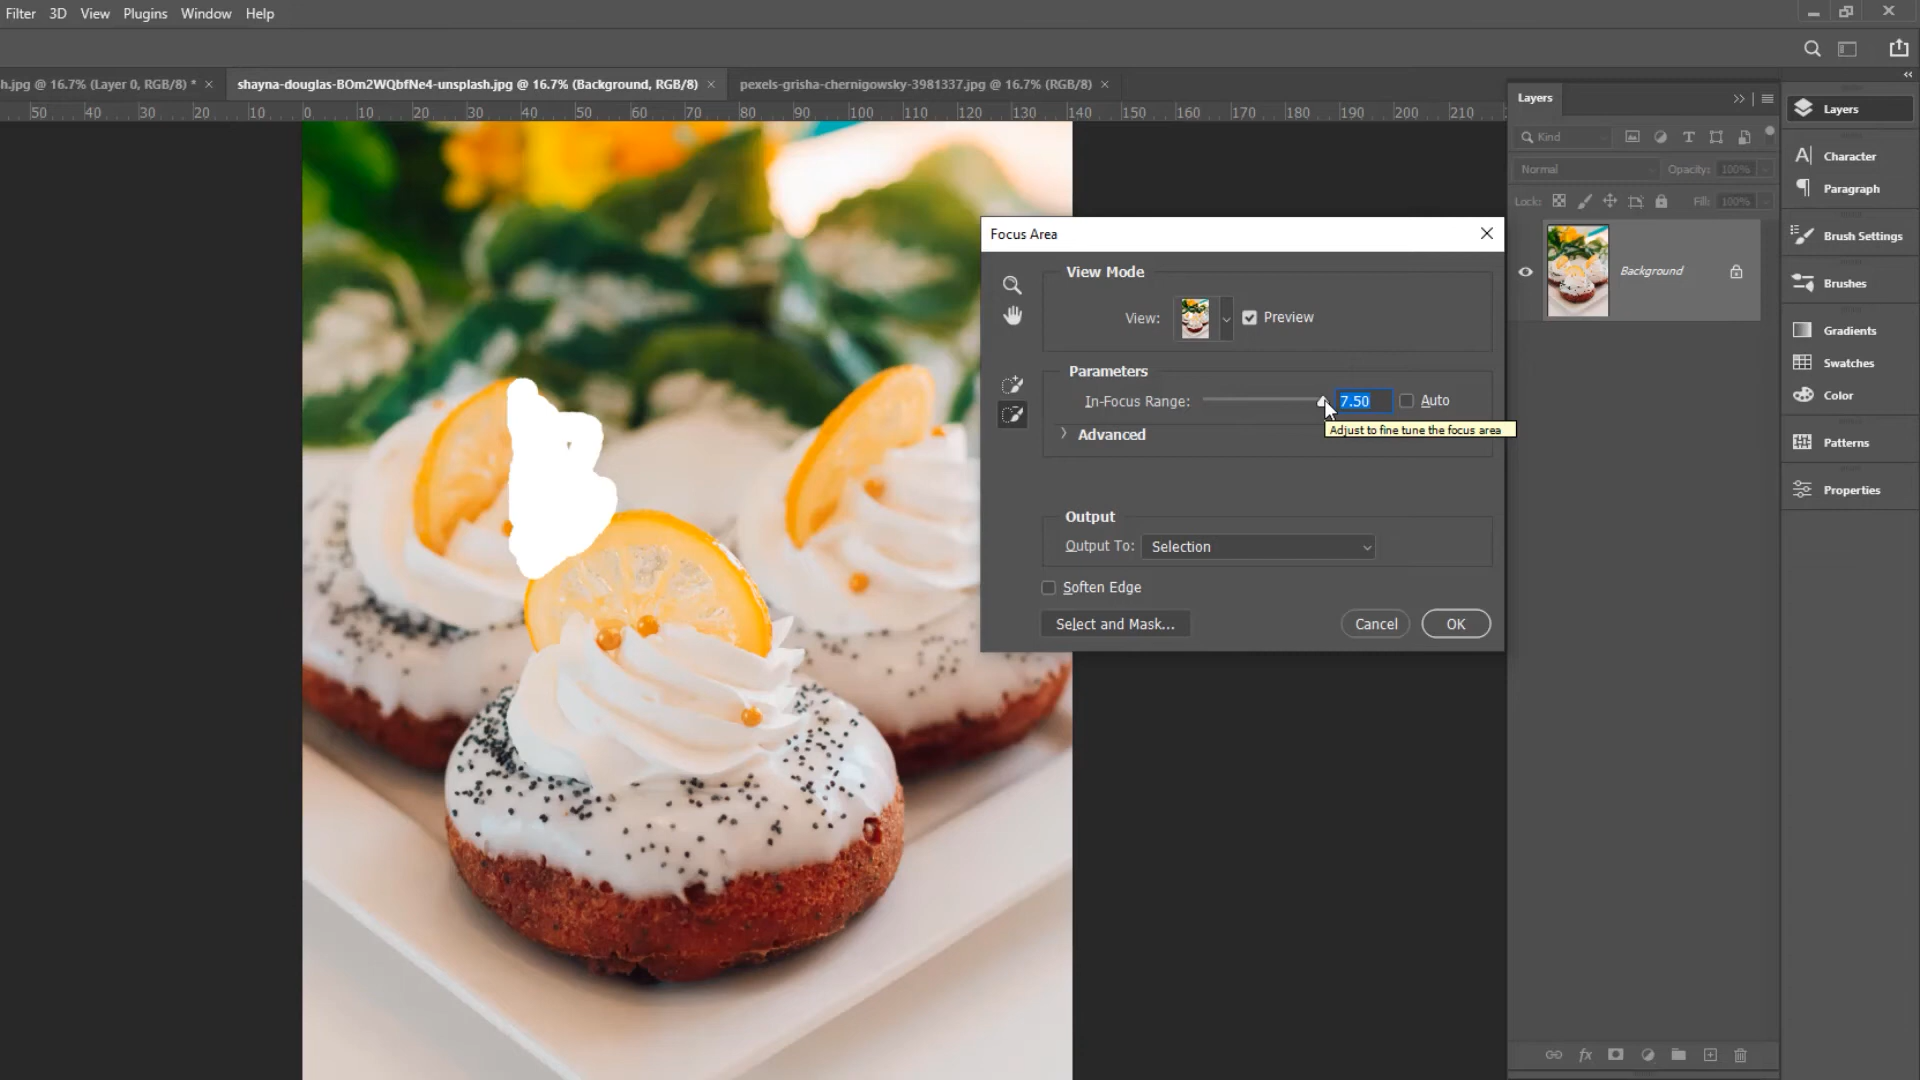 Filter 3D View Plugins Window Help
h.jpg @ 16.7% (Layer 0, RGB/8) * × shayna-douglas-BOm2WQbfNe4-unsplash.jpg @ 16.7% (Background, RGB/8) × pexels-grisha-chernigowsky-3981337.jpg @ 16.7% (RGB/8) ×
50 40 30 20 10 0 10 20 30 40 50 60 70 80 90 100 110 120 130 140 150 160 170 180 190 200 210
Layers
Kind
Normal Opacity: 100%
Lock: Fill: 100%
Background
Layers
Character
Paragraph
Brush Settings
Brushes
Gradients
Swatches
Color
Patterns
Properties
Focus Area
View Mode
View: Preview
Parameters
In-Focus Range: 7.50 Auto
Adjust to fine tune the focus area
Advanced
Output
Output To: Selection
Soften Edge
Select and Mask... Cancel OK